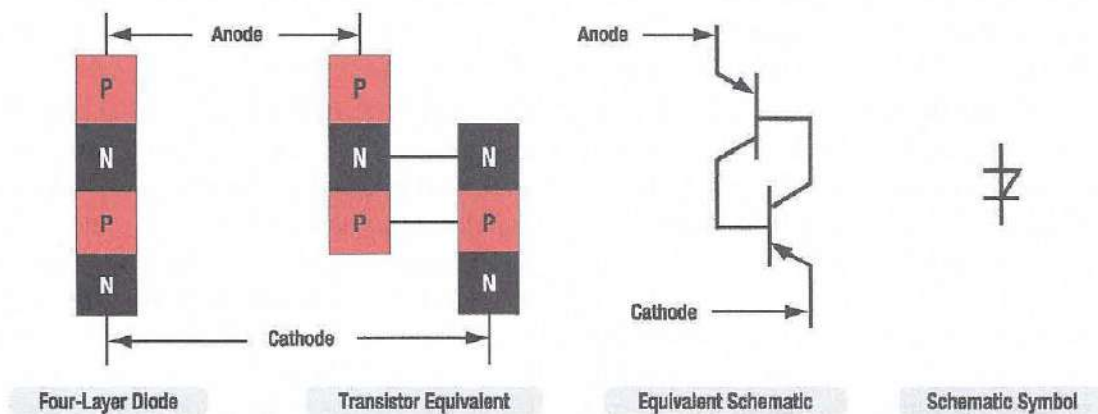 Anode
Anode
P
P
N
N
N
P
P
P
N
N
Cathode
Cathode
Four-Layer Diode
Transistor Equivalent
Equivalent Schematic
Schematic Symbol